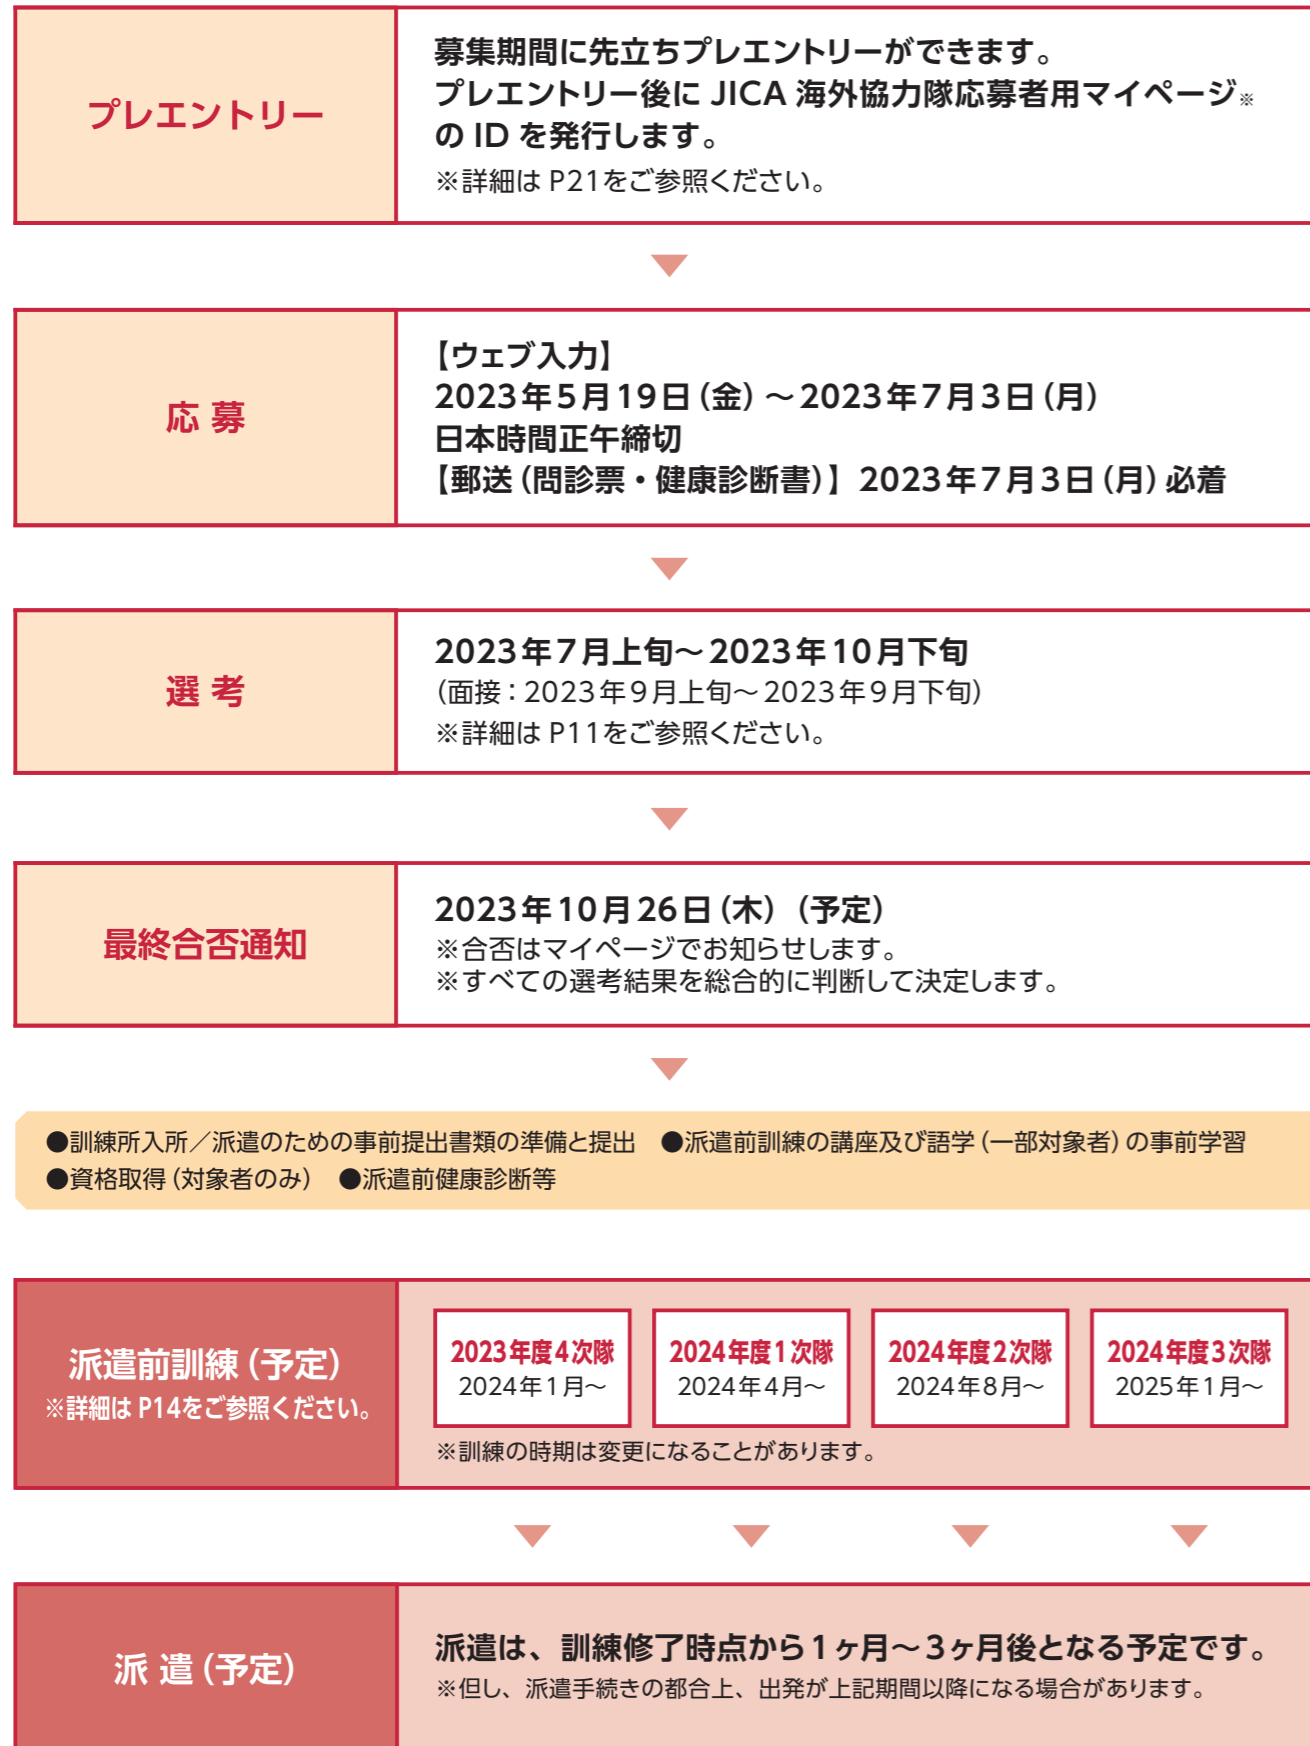 プレエントリー
募集期間に先立ちプレエントリーができます。
プレエントリー後に JICA 海外協力隊応募者用マイページ※
の ID を発行します。
※詳細は P21をご参照ください。
応 募
【ウェブ入力】
2023年5月19日（金）～2023年7月3日（月）
日本時間正午締切
【郵送（問診票・健康診断書）】2023年7月3日（月）必着
選 考
2023年7月上旬～2023年10月下旬
（面接：2023年9月上旬～2023年9月下旬）
※詳細は P11をご参照ください。
最終合否通知
2023年10月26日（木）（予定）
※合否はマイページでお知らせします。
※すべての選考結果を総合的に判断して決定します。
●訓練所入所／派遣のための事前提出書類の準備と提出　●派遣前訓練の講座及び語学（一部対象者）の事前学習
●資格取得（対象者のみ）　●派遣前健康診断等
派遣前訓練（予定）
※詳細は P14をご参照ください。
2023年度4次隊
2024年1月～
2024年度1次隊
2024年4月～
2024年度2次隊
2024年8月～
2024年度3次隊
2025年1月～
※訓練の時期は変更になることがあります。
派 遣（予定）
派遣は、訓練修了時点から1ヶ月～3ヶ月後となる予定です。
※但し、派遣手続きの都合上、出発が上記期間以降になる場合があります。